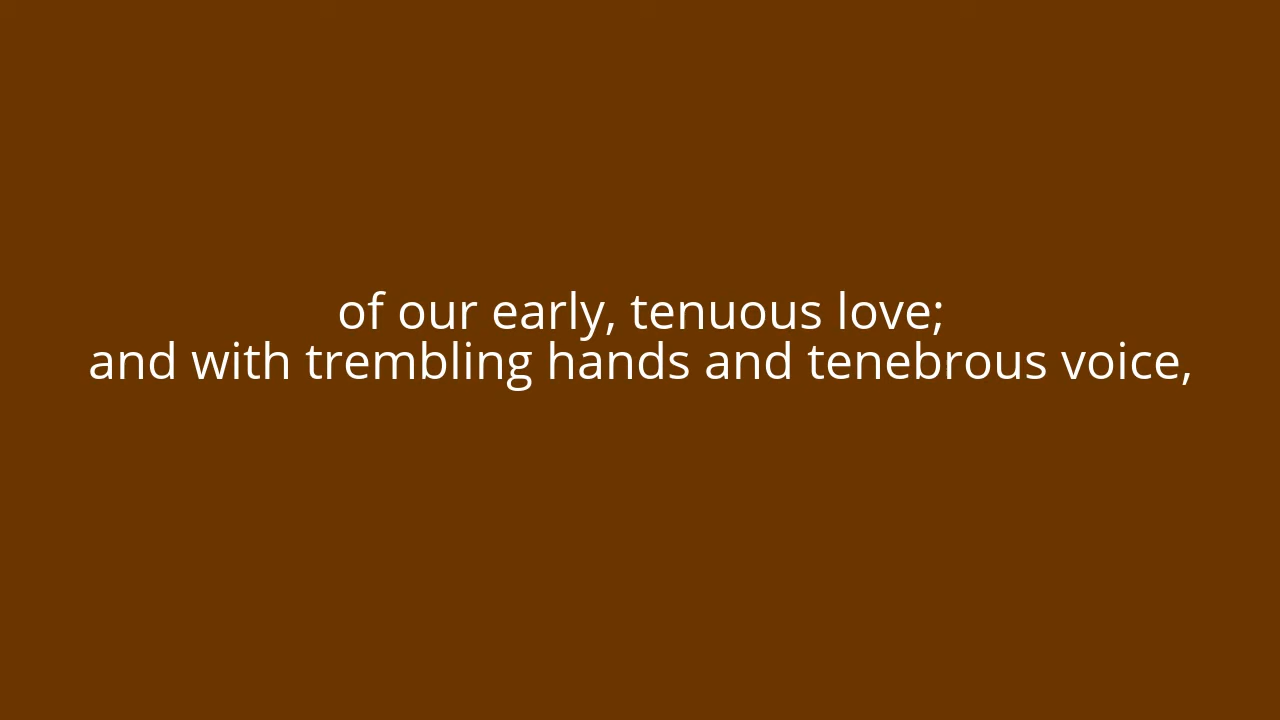 of our early, tenuous love;
and with trembling hands and tenebrous voice,